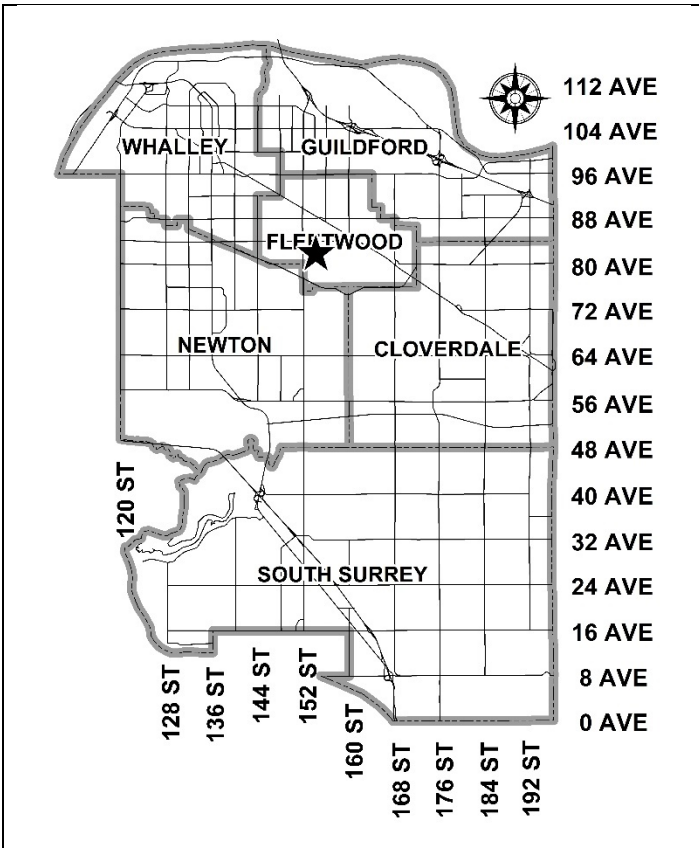 112 AVE
104 AVE
WHALLEY
GUILDFORD
96 AVE
88 AVE
FLEETWOOD
80 AVE
72 AVE
NEWTON
CLOVERDALE
64 AVE
56 AVE
48 AVE
120 ST
40 AVE
32 AVE
SOUTH SURREY
24 AVE
16 AVE
128 ST
136 ST
144 ST
152 ST
8 AVE
160 ST
0 AVE
168 ST
176 ST
184 ST
192 ST